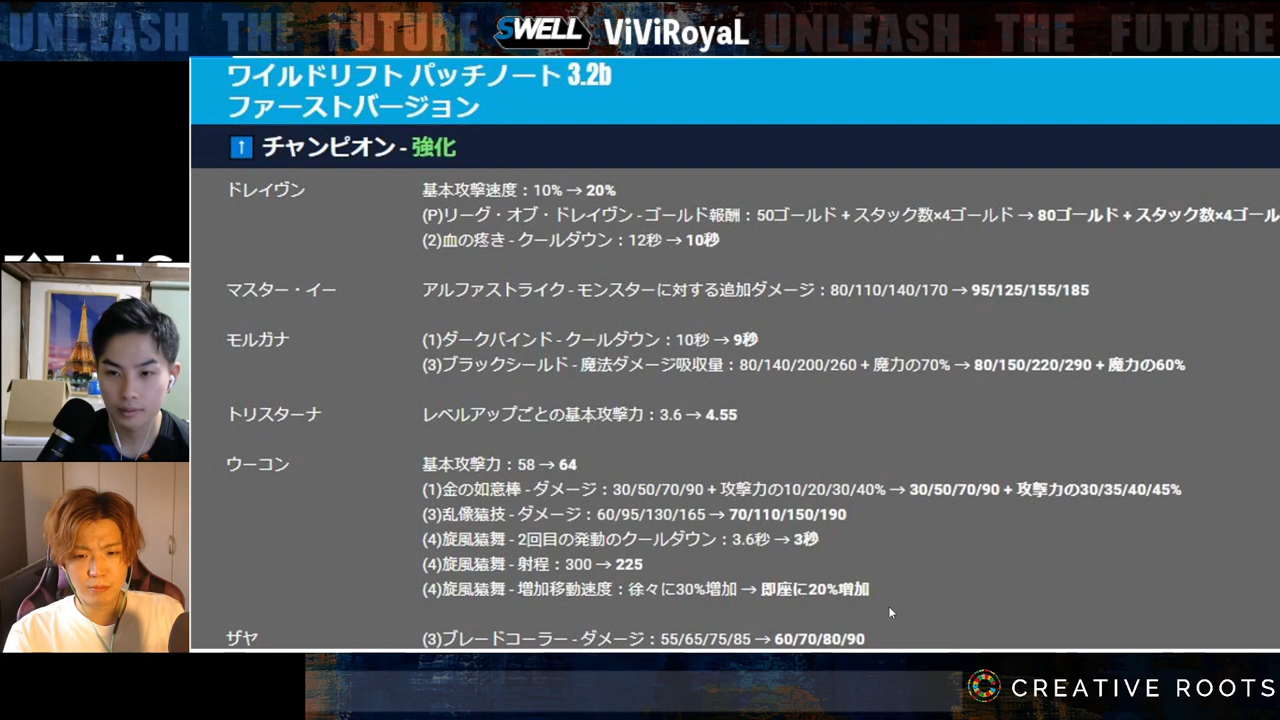 UNLEASH THE FUTURE SWELL ViViRoyaL UNLEASH THE FUTURE
ワイルドリフト パッチノート 3.2b
ファーストバージョン
↑ チャンピオン - 強化
ドレイヴン 基本攻撃速度：10% → 20%
(P)リーグ・オブ・ドレイヴン - ゴールド報酬：50ゴールド + スタック数×4ゴールド → 80ゴールド + スタック数×4ゴール
(2)血の疼き - クールダウン：12秒 → 10秒
マスター・イー アルファストライク - モンスターに対する追加ダメージ：80/110/140/170 → 95/125/155/185
モルガナ (1)ダークバインド - クールダウン：10秒 → 9秒
(3)ブラックシールド - 魔法ダメージ吸収量：80/140/200/260 + 魔力の70% → 80/150/220/290 + 魔力の60%
トリスターナ レベルアップごとの基本攻撃力：3.6 → 4.55
ウーコン 基本攻撃力：58 → 64
(1)金の如意棒 - ダメージ：30/50/70/90 + 攻撃力の10/20/30/40% → 30/50/70/90 + 攻撃力の30/35/40/45%
(3)乱像猿技 - ダメージ：60/95/130/165 → 70/110/150/190
(4)旋風猿舞 - 2回目の発動のクールダウン：3.6秒 → 3秒
(4)旋風猿舞 - 射程：300 → 225
(4)旋風猿舞 - 増加移動速度：徐々に30%増加 → 即座に20%増加
ザヤ (3)ブレードコーラー - ダメージ：55/65/75/85 → 60/70/80/90
CREATIVE ROOTS